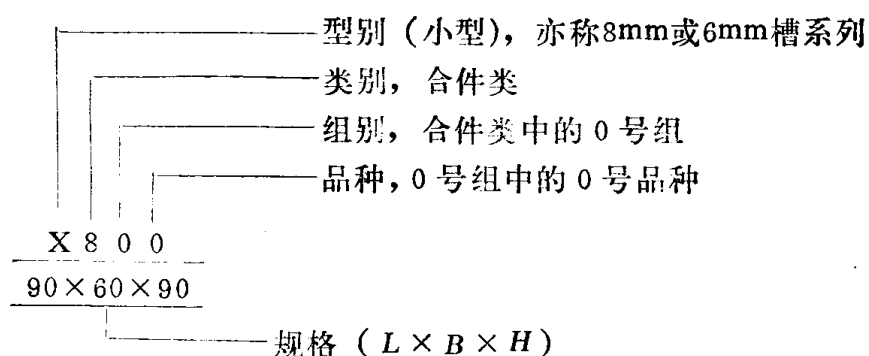 型别（小型），亦称8mm或6mm槽系列
类别，合件类
组别，合件类中的0号组
品种，0号组中的0号品种
X 8 0 0
90×60×90
规格（L×B×H）